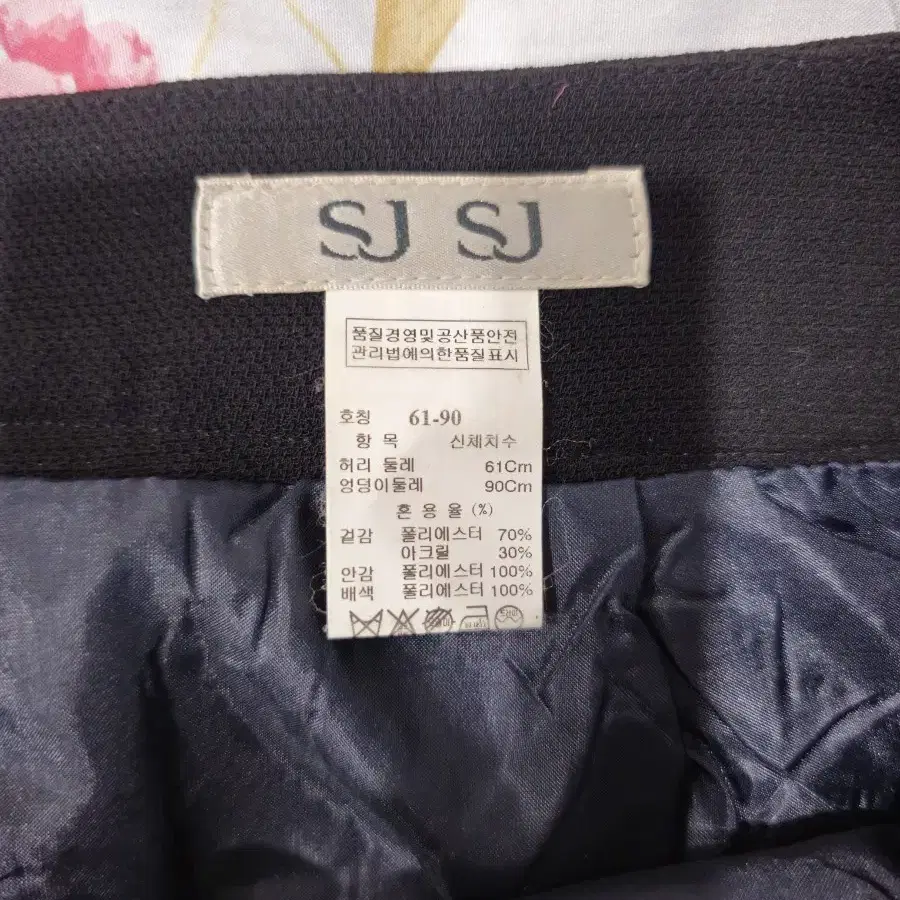 SJ SJ
품질경영및공산품안전
관리법에의한품질표시
호칭 61-90
항 목 신체치수
허리 둘레 61Cm
엉덩이둘레 90Cm
혼 용 율 (%)
겉감 폴리에스터 70%
아크릴 30%
안감 폴리에스터 100%
배색 폴리에스터 100%